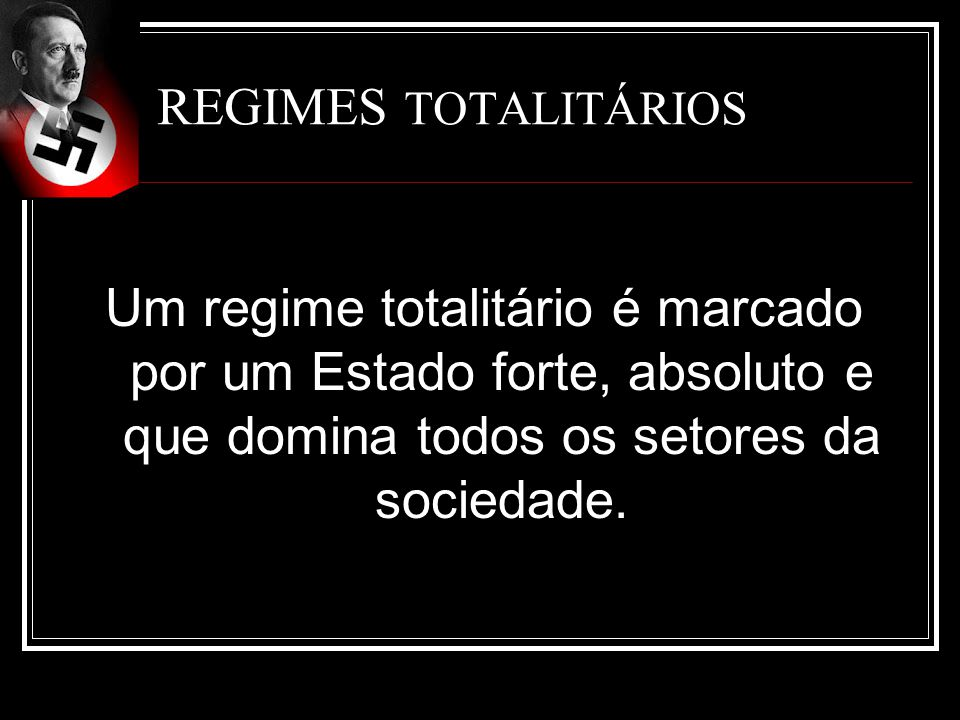 REGIMES TOTALITÁRIOS
Um regime totalitário é marcado
por um Estado forte, absoluto e
que domina todos os setores da
sociedade.